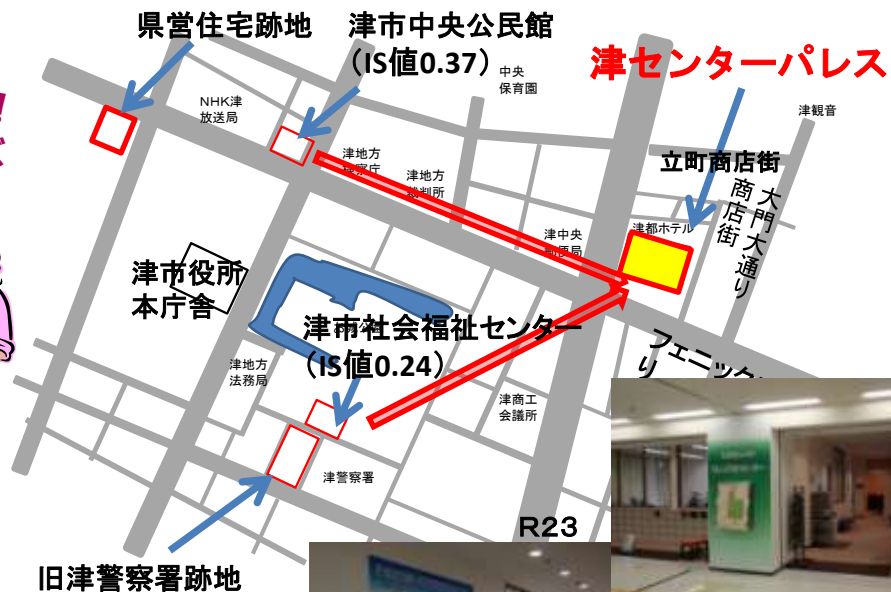 県営住宅跡地
津市中央公民館
（IS値0.37）
中央
保育園
津センターパレス
NHK津
放送局
津観音
津地方
検察庁
津地方
裁判所
立町商店街
大門大通り
商店街
津都ホテル
津中央
郵便局
津市役所
本庁舎
津市社会福祉センター
（IS値0.24）
津地方
法務局
フェニック
り
津商工
会議所
津警察署
R23
旧津警察署跡地